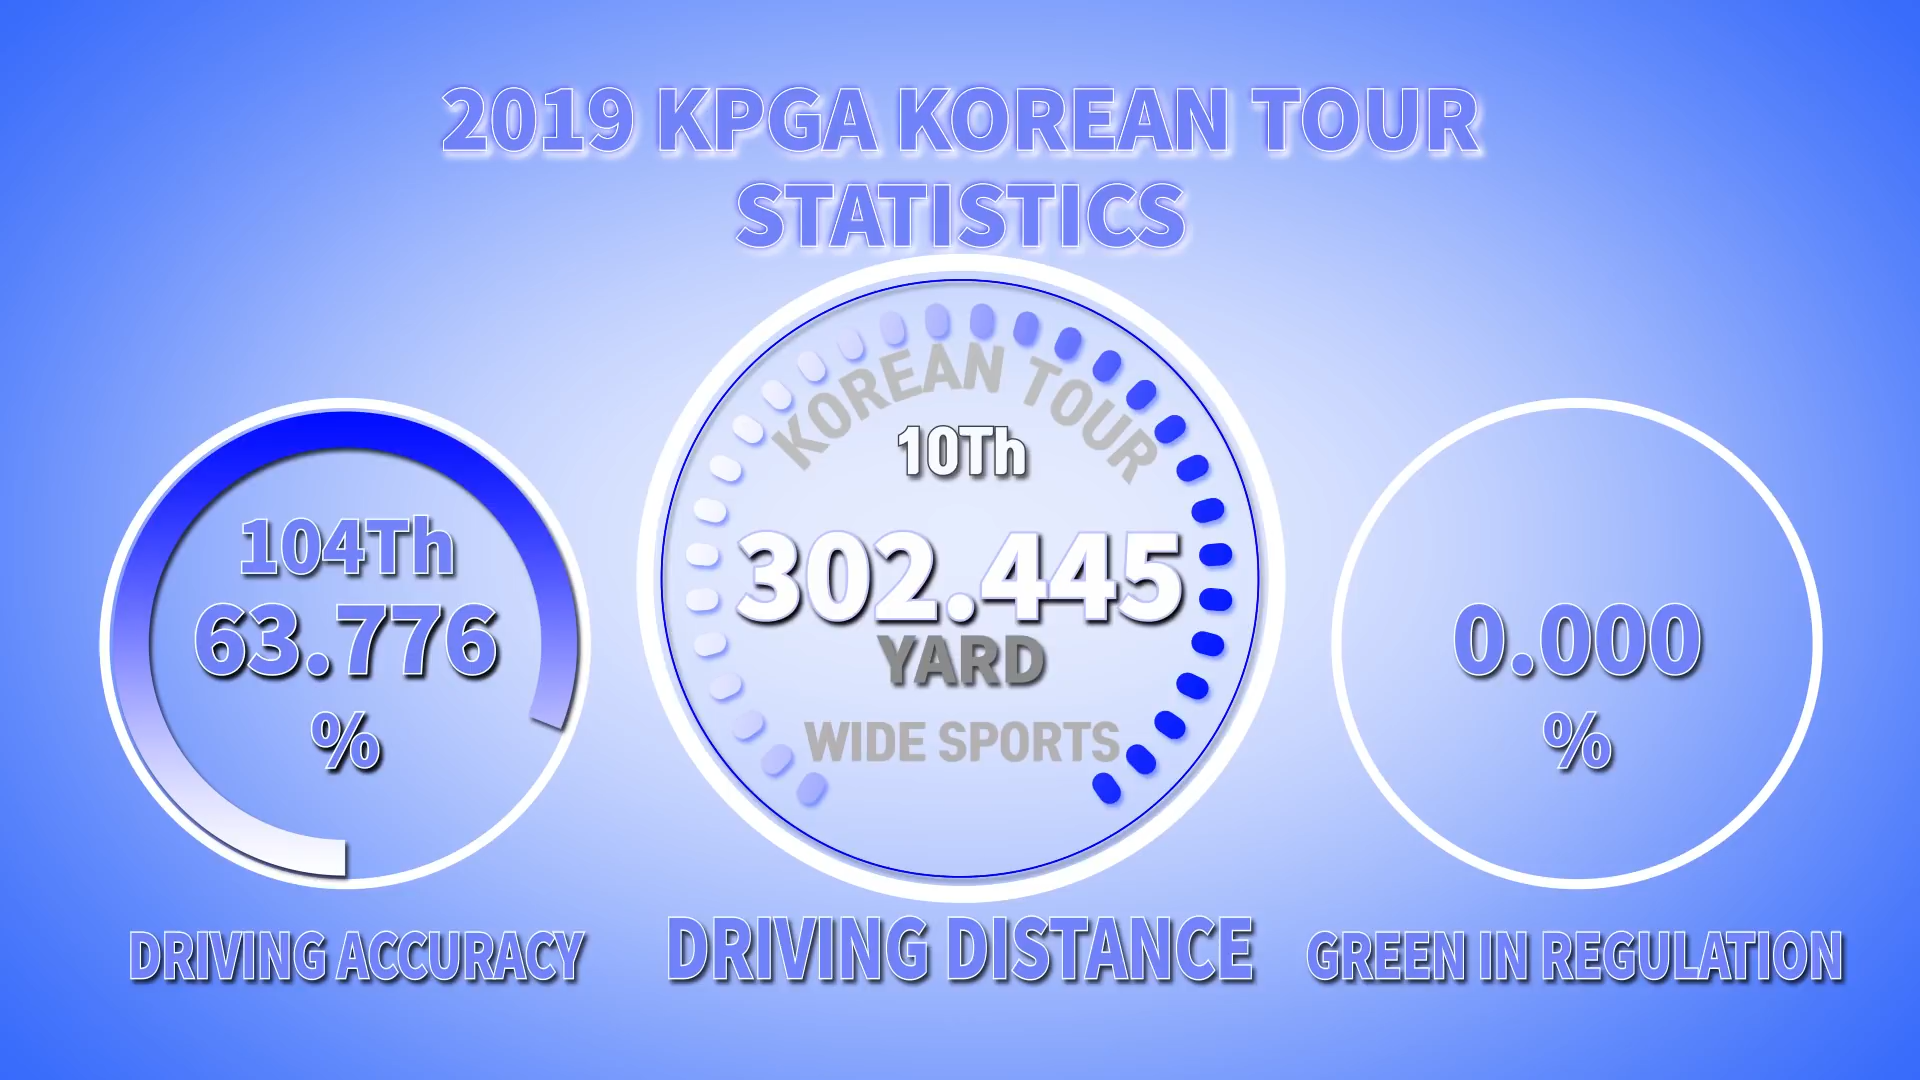 2019 KPGA KOREAN TOUR
STATISTICS
104Th
63.776
%
DRIVING ACCURACY
KOREAN TOUR
10Th
302.445
YARD
WIDE SPORTS
DRIVING DISTANCE
0.000
%
GREEN IN REGULATION